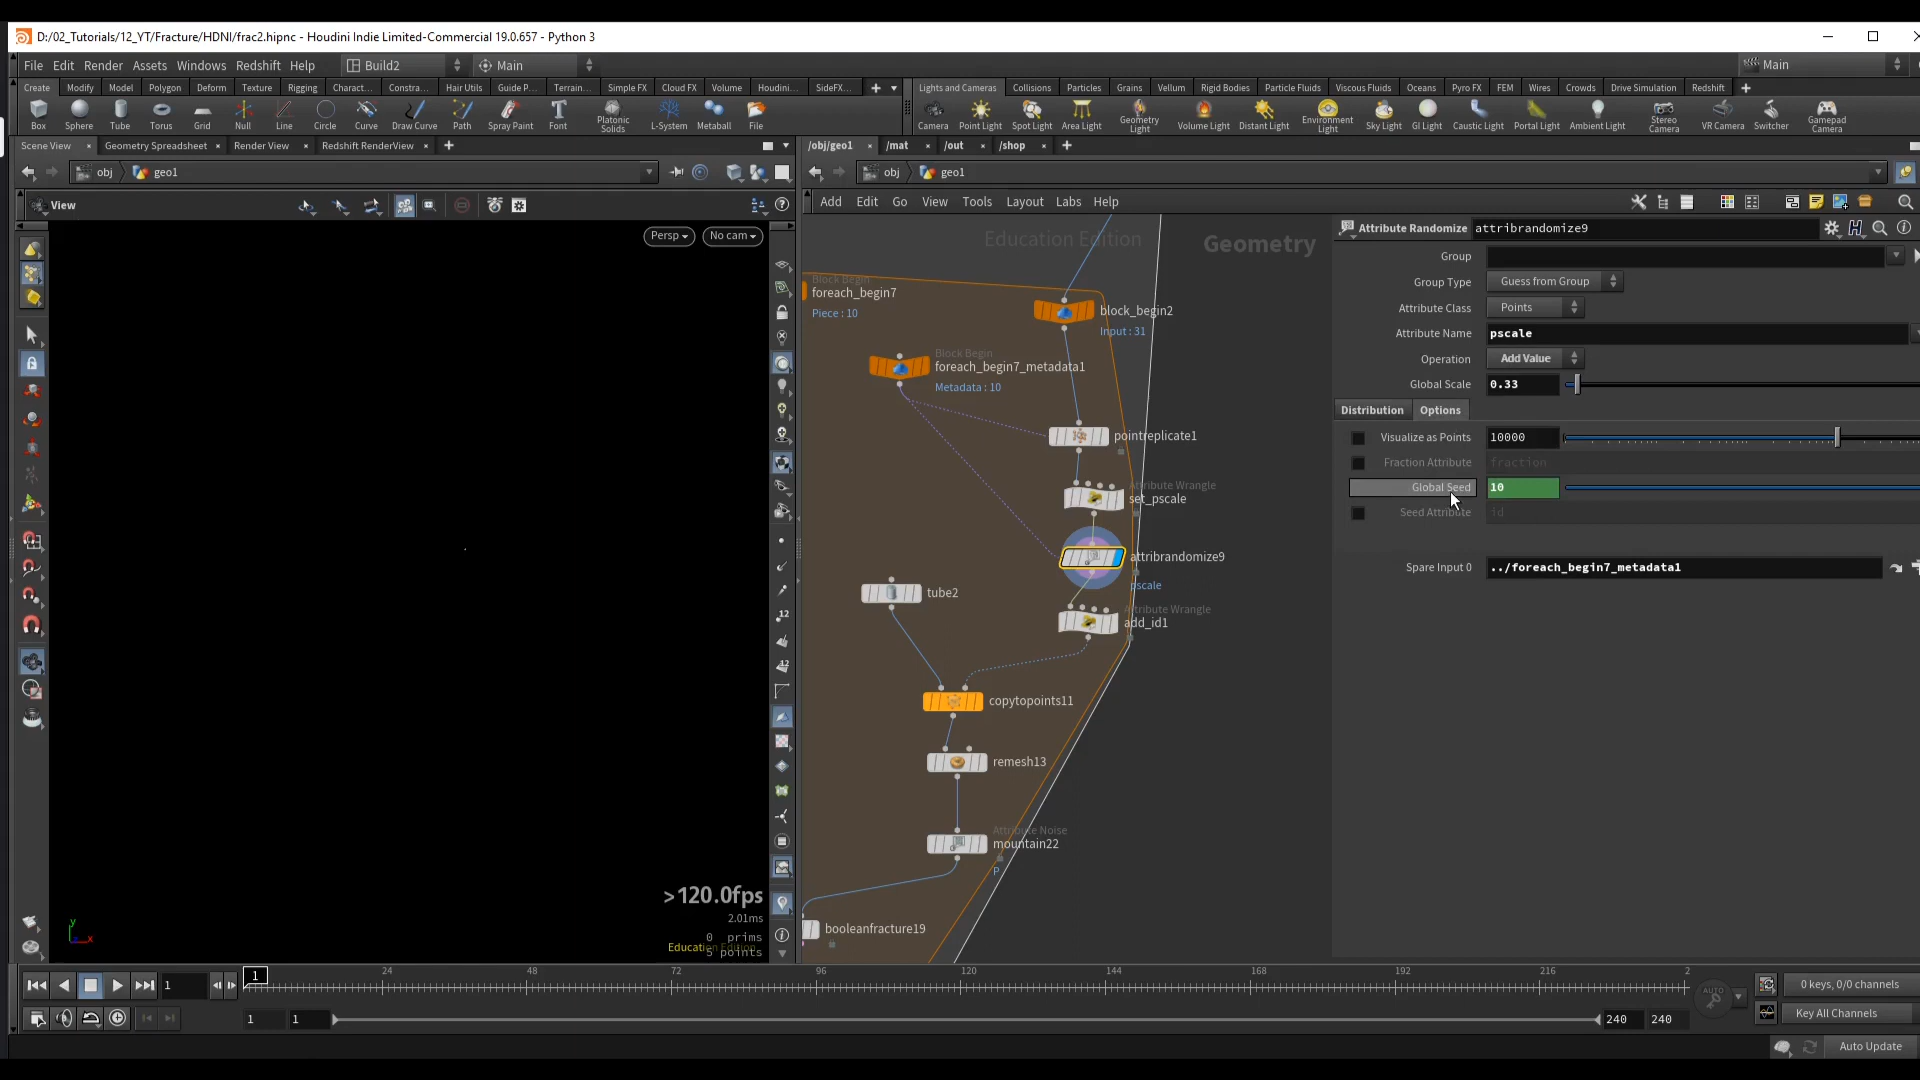 D:/02_Tutorials/12_YT/Fracture/HDNI/frac2.hipnc - Houdini Indie Limited-Commercial 19.0.657 - Python 3
File Edit Render Assets Windows Redshift Help Build2 Main Main
Create Modify Model Polygon Deform Texture Rigging Charact... Constra... Hair Utils Guide P... Terrain... Simple FX Cloud FX Volume Houdini... SideFX...
Lights and Cameras Collisions Particles Grains Vellum Rigid Bodies Particle Fluids Viscous Fluids Oceans Pyro FX FEM Wires Crowds Drive Simulation Redshift
Box Sphere Tube Torus Grid Null Line Circle Curve Draw Curve Path Spray Paint Font Platonic Solids L-System Metaball File
Camera Point Light Spot Light Area Light Geometry Light Volume Light Distant Light Environment Light Sky Light GI Light Caustic Light Portal Light Ambient Light Stereo Camera VR Camera Switcher Gamepad Camera
Scene View Geometry Spreadsheet Render View Redshift RenderView
/obj/geo1 /mat /out /shop
obj geo1
obj geo1
View
Add Edit Go View Tools Layout Labs Help
Persp No cam
Education Edition Geometry
Block Begin
foreach_begin7
Piece : 10
block_begin2
Input : 31
Block Begin
foreach_begin7_metadata1
Metadata : 10
pointreplicate1
Attribute Wrangle
set_pscale
attribrandomize9
pscale
tube2
Attribute Wrangle
add_id1
copytopoints11
remesh13
Attribute Noise
mountain22
P
booleanfracture19
Attribute Randomize attribrandomize9
Group
Group Type Guess from Group
Attribute Class Points
Attribute Name pscale
Operation Add Value
Global Scale 0.33
Distribution Options
Visualize as Points 10000
Fraction Attribute fraction
Global Seed 10
Seed Attribute id
Spare Input 0 ../foreach_begin7_metadata1
12
12
>120.0fps
2.01ms
0 prims
5 points
y
x
1 1 24 48 72 96 120 144 168 192 216 2
AUTO
0 keys, 0/0 channels
1 1 240 240
Key All Channels
Auto Update